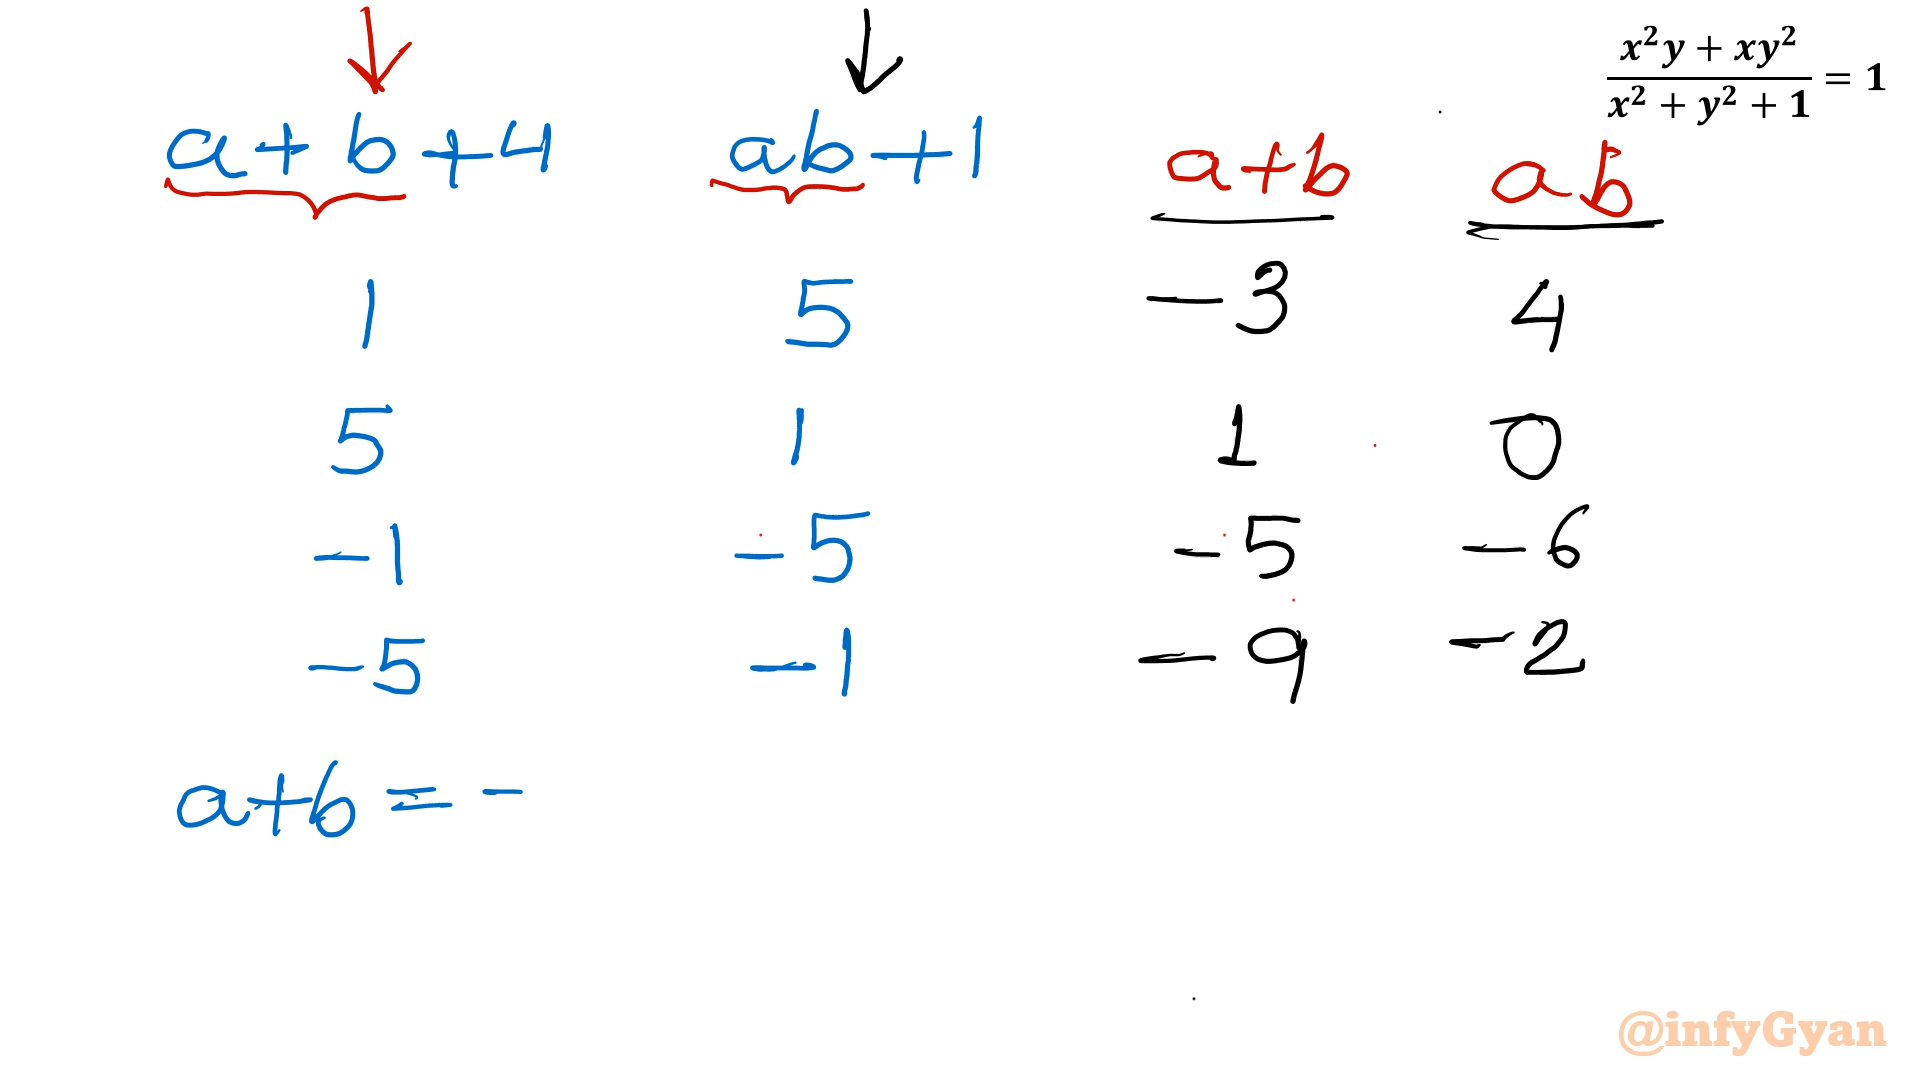 x²y + xy²
x² + y² + 1 = 1
a + b + 4 ab + 1 a + b ab
1 5 -3 4
5 1 1 0
-1 -5 -5 -6
-5 -1 -9 -2
a + b = -
@infyGyan